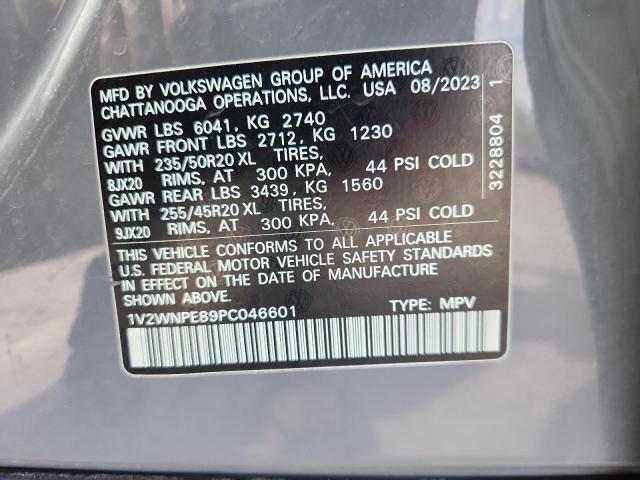 MFD BY VOLKSWAGEN GROUP OF AMERICA
CHATTANOOGA OPERATIONS, LLC. USA 08/2023
GVWR LBS 6041, KG 2740
GAWR FRONT LBS 2712, KG 1230
WITH 235/50R20 XL TIRES,
8JX20 RIMS, AT 300 KPA, 44 PSI COLD
GAWR REAR LBS 3439, KG 1560
WITH 255/45R20 XL TIRES,
9JX20 RIMS, AT 300 KPA, 44 PSI COLD
THIS VEHICLE CONFORMS TO ALL APPLICABLE
U.S. FEDERAL MOTOR VEHICLE SAFETY STANDARDS
IN EFFECT ON THE DATE OF MANUFACTURE
SHOWN ABOVE.
1V2WNPE89PC046601 TYPE: MPV
3228804 1